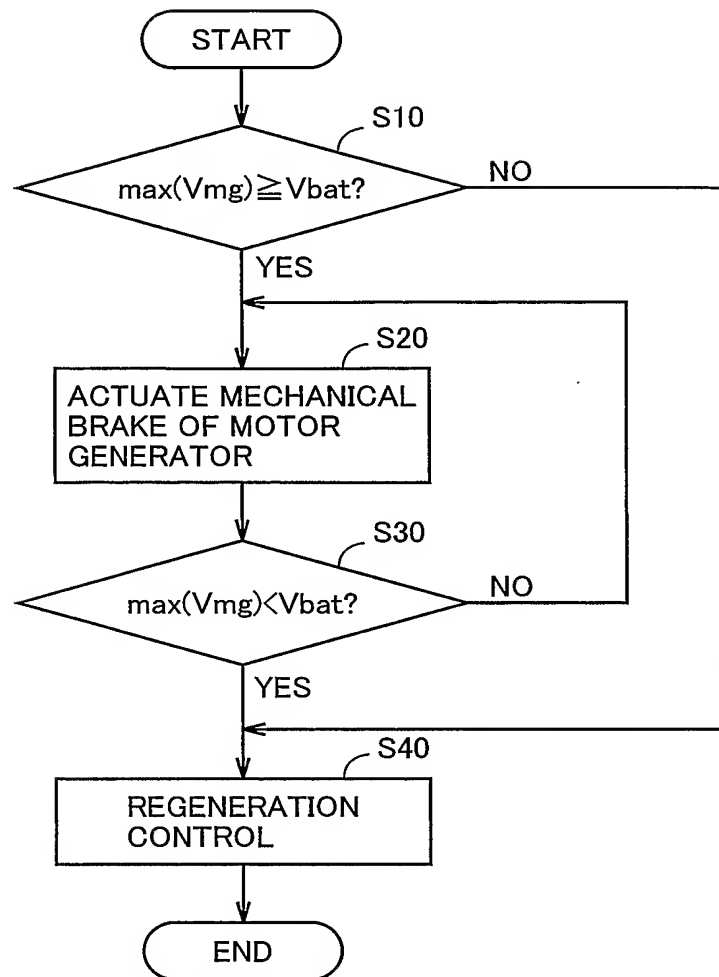 START
S10
max(Vmg)≧Vbat?
NO
YES
S20
ACTUATE MECHANICAL
BRAKE OF MOTOR
GENERATOR
S30
max(Vmg)<Vbat?
NO
YES
S40
REGENERATION
CONTROL
END